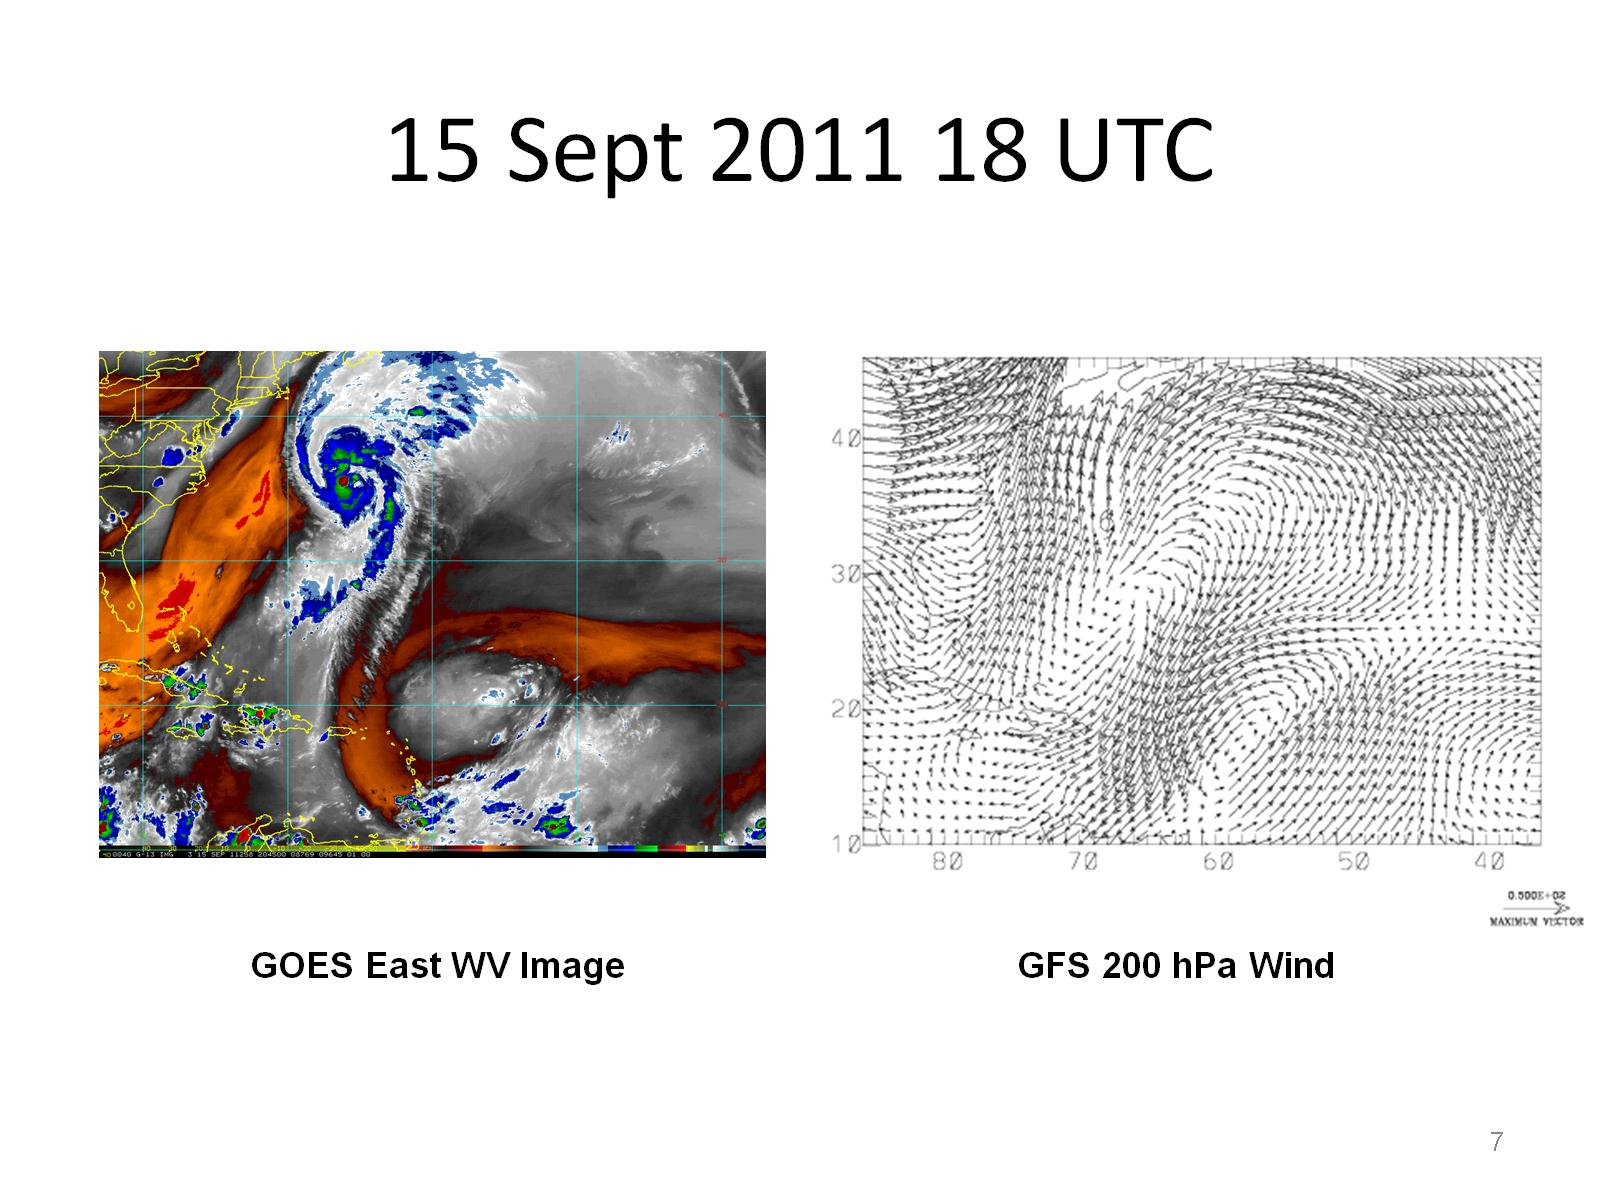 15 Sept 2011 18 UTC
40
30
20
10
80 70 60 50 40
0.500E+02
MAXIMUM VECTOR
GOES East WV Image
GFS 200 hPa Wind
7